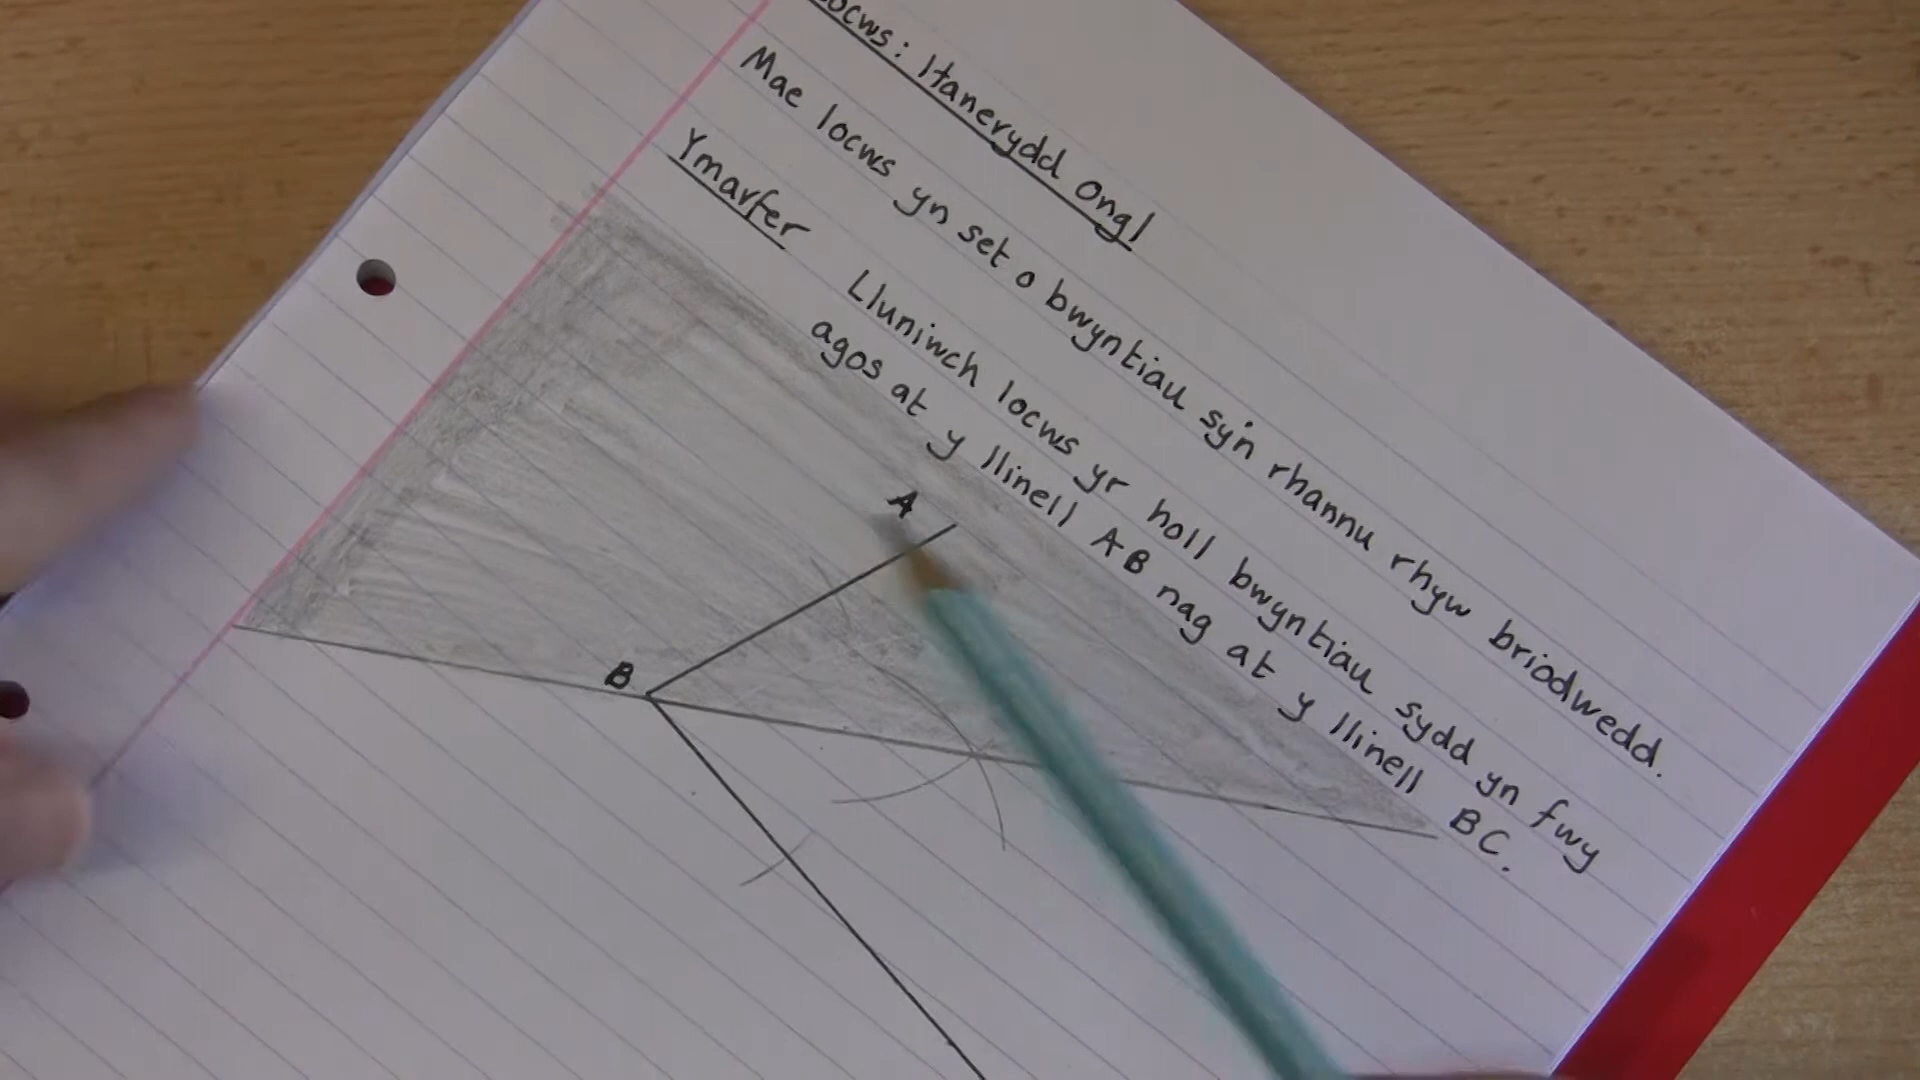 Locws: Hanerydd Ongl
Mae locws yn set o bwyntiau sy'n rhannu rhyw briodwedd.
Ymarfer
Lluniwch locws yr holl bwyntiau sydd yn fwy
agos at y llinell AB nag at y llinell BC.
A
B